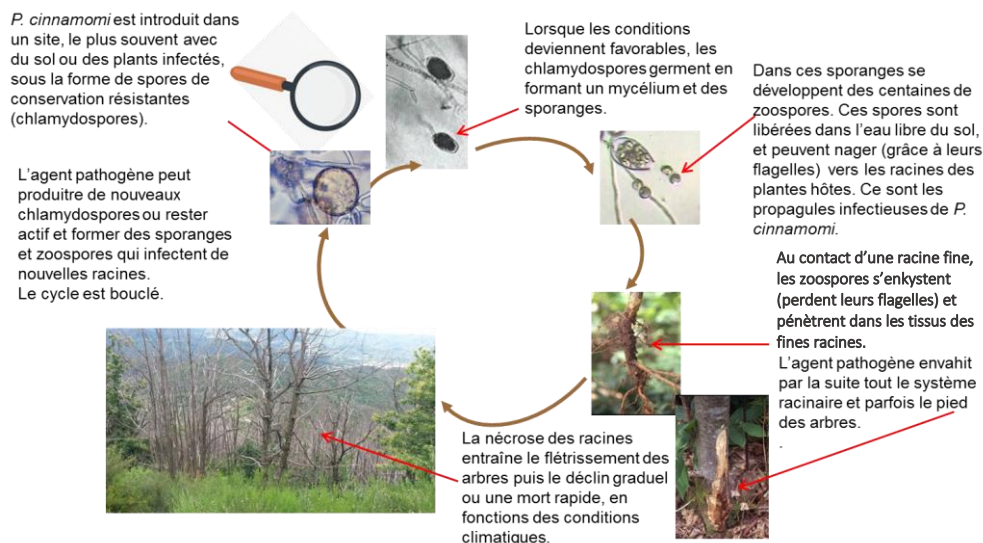 P. cinnamomi est introduit dans
un site, le plus souvent avec
du sol ou des plants infectés,
sous la forme de spores de
conservation résistantes
(chlamydospores).
Lorsque les conditions
deviennent favorables, les
chlamydospores germent en
formant un mycélium et des
sporanges.
Dans ces sporanges se
développent des centaines de
zoospores. Ces spores sont
libérées dans l'eau libre du sol,
et peuvent nager (grâce à leurs
flagelles) vers les racines des
plantes hôtes. Ce sont les
propagules infectieuses de P.
cinnamomi.
Au contact d'une racine fine,
les zoospores s'enkystent
(perdent leurs flagelles) et
pénètrent dans les tissus des
fines racines.
L'agent pathogène envahit
par la suite tout le système
racinaire et parfois le pied
des arbres.
.
La nécrose des racines
entraîne le flétrissement des
arbres puis le déclin graduel
ou une mort rapide, en
fonctions des conditions
climatiques.
L'agent pathogène peut
produitre de nouveaux
chlamydospores ou rester
actif et former des sporanges
et zoospores qui infectent de
nouvelles racines.
Le cycle est bouclé.